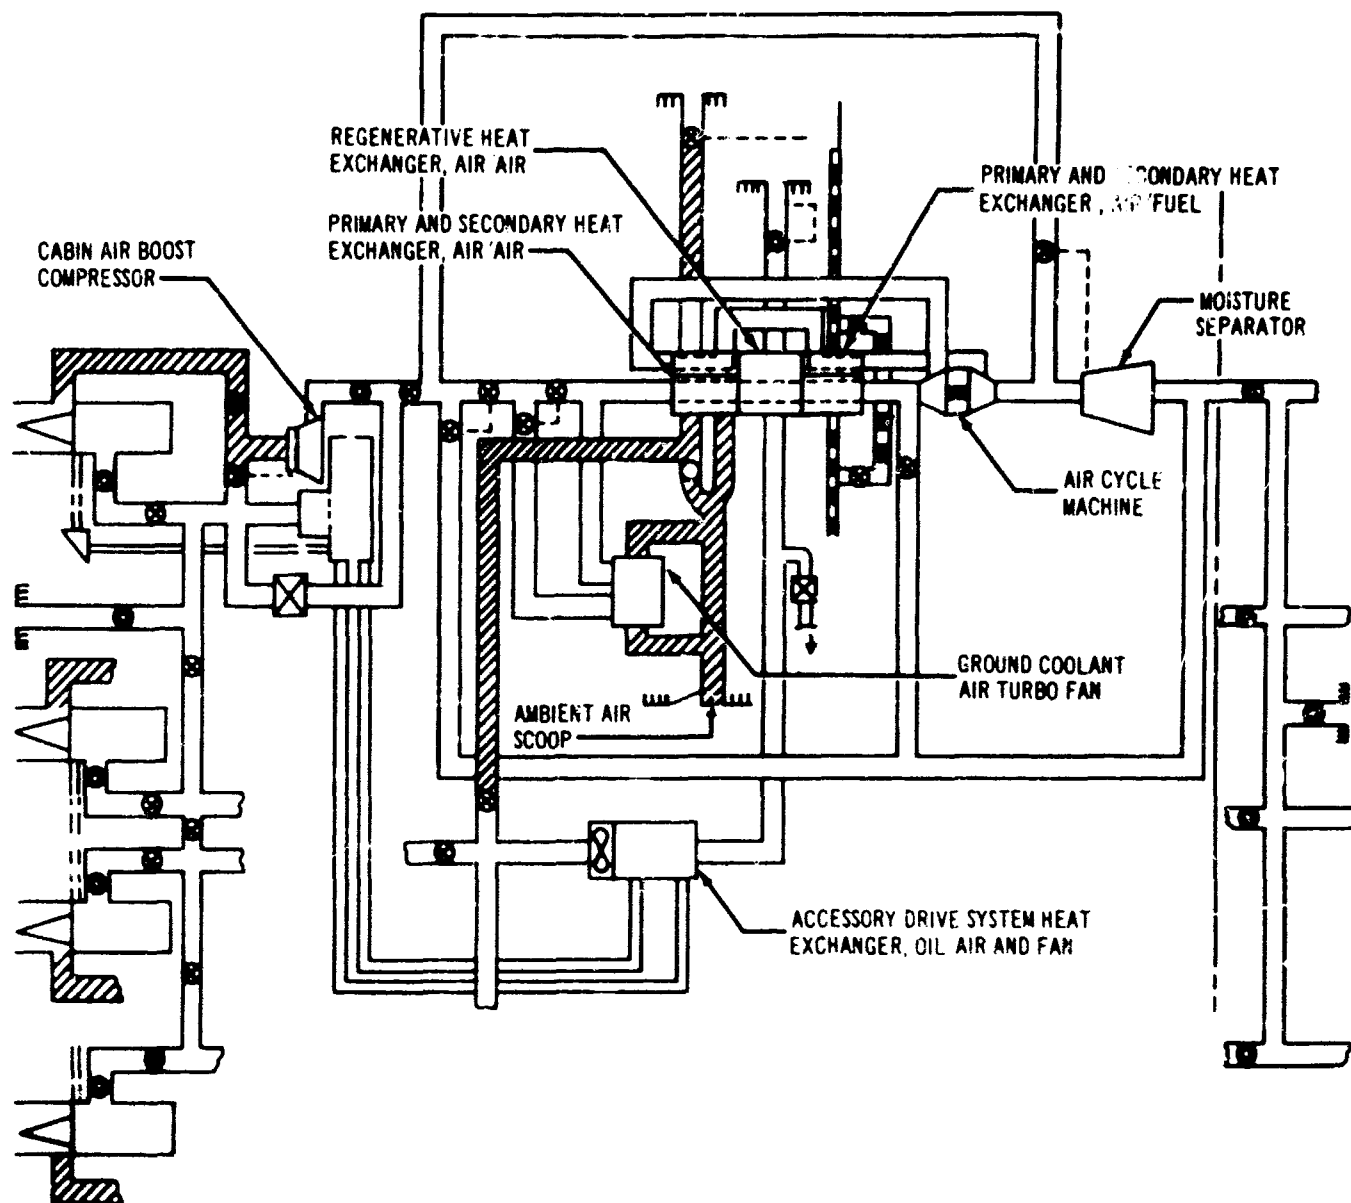 REGENERATIVE HEAT
EXCHANGER, AIR/AIR
PRIMARY AND SECONDARY HEAT
EXCHANGER, AIR/AIR
CABIN AIR BOOST
COMPRESSOR
PRIMARY AND SECONDARY HEAT
EXCHANGER, AIR/FUEL
MOISTURE
SEPARATOR
AIR CYCLE
MACHINE
GROUND COOLANT
AIR TURBO FAN
AMBIENT AIR
SCOOP
ACCESSORY DRIVE SYSTEM HEAT
EXCHANGER, OIL AIR AND FAN